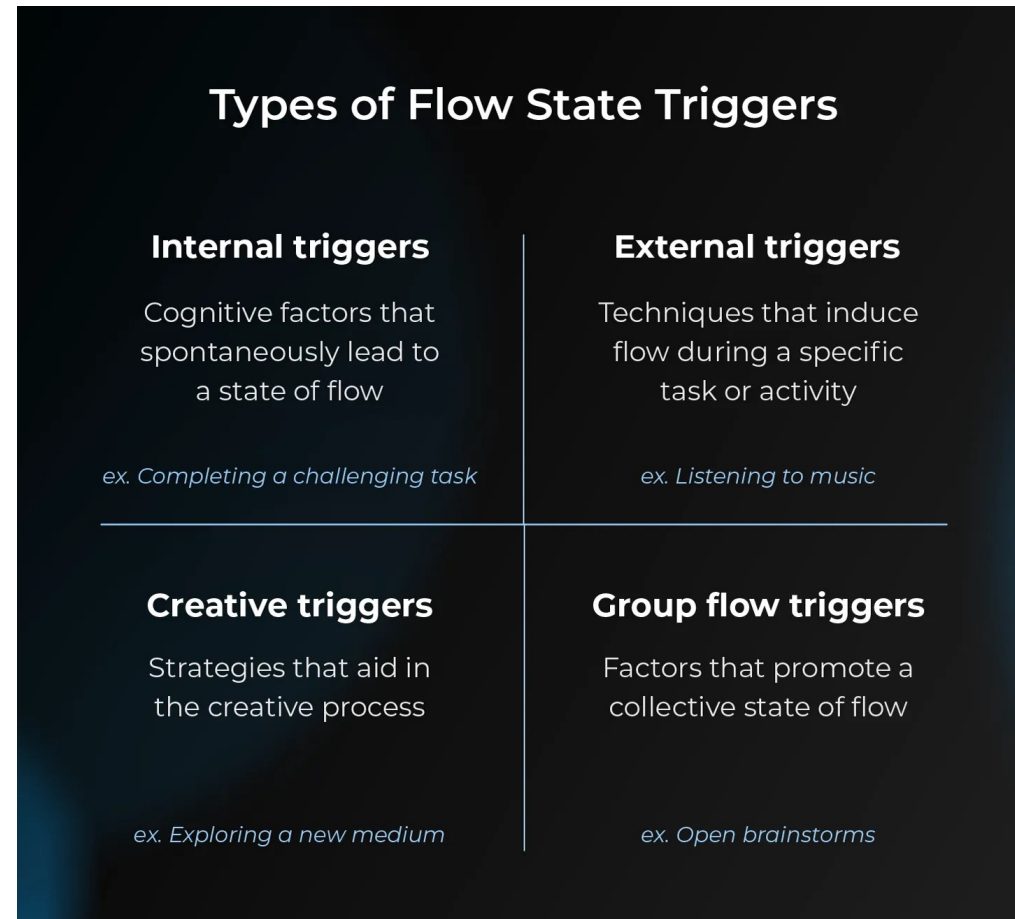 Types of Flow State Triggers
Internal triggers
Cognitive factors that
spontaneously lead to
a state of flow
ex. Completing a challenging task
External triggers
Techniques that induce
flow during a specific
task or activity
ex. Listening to music
Creative triggers
Strategies that aid in
the creative process
ex. Exploring a new medium
Group flow triggers
Factors that promote a
collective state of flow
ex. Open brainstorms